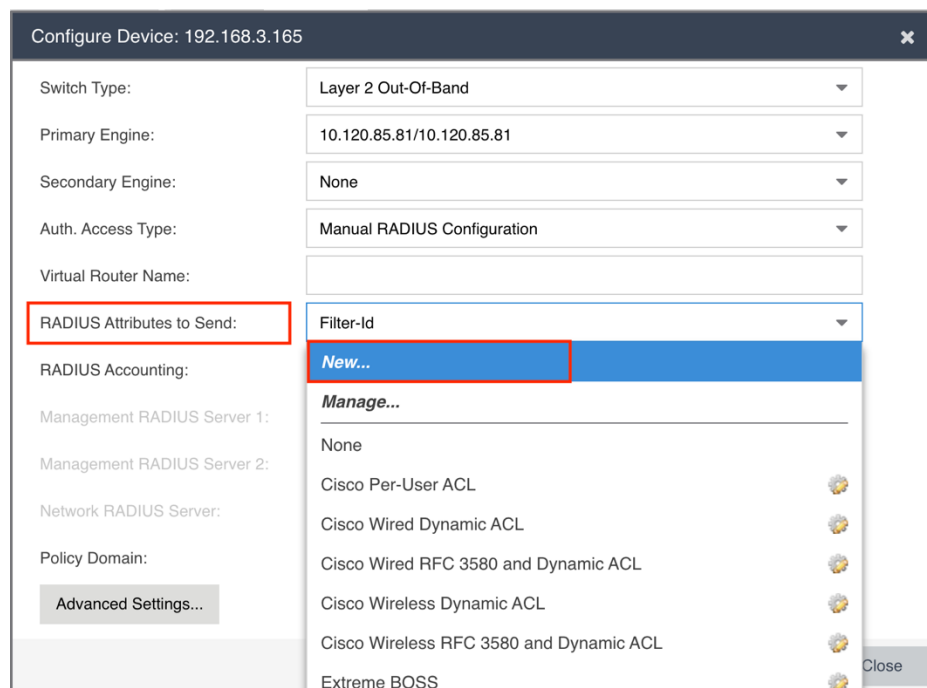 Configure Device: 192.168.3.165
Switch Type: Layer 2 Out-Of-Band
Primary Engine: 10.120.85.81/10.120.85.81
Secondary Engine: None
Auth. Access Type: Manual RADIUS Configuration
Virtual Router Name:
RADIUS Attributes to Send: Filter-Id
New...
RADIUS Accounting:
Manage...
Management RADIUS Server 1:
None
Management RADIUS Server 2:
Cisco Per-User ACL
Network RADIUS Server:
Cisco Wired Dynamic ACL
Policy Domain:
Cisco Wired RFC 3580 and Dynamic ACL
Advanced Settings...
Cisco Wireless Dynamic ACL
Cisco Wireless RFC 3580 and Dynamic ACL
Close
Extreme BOSS